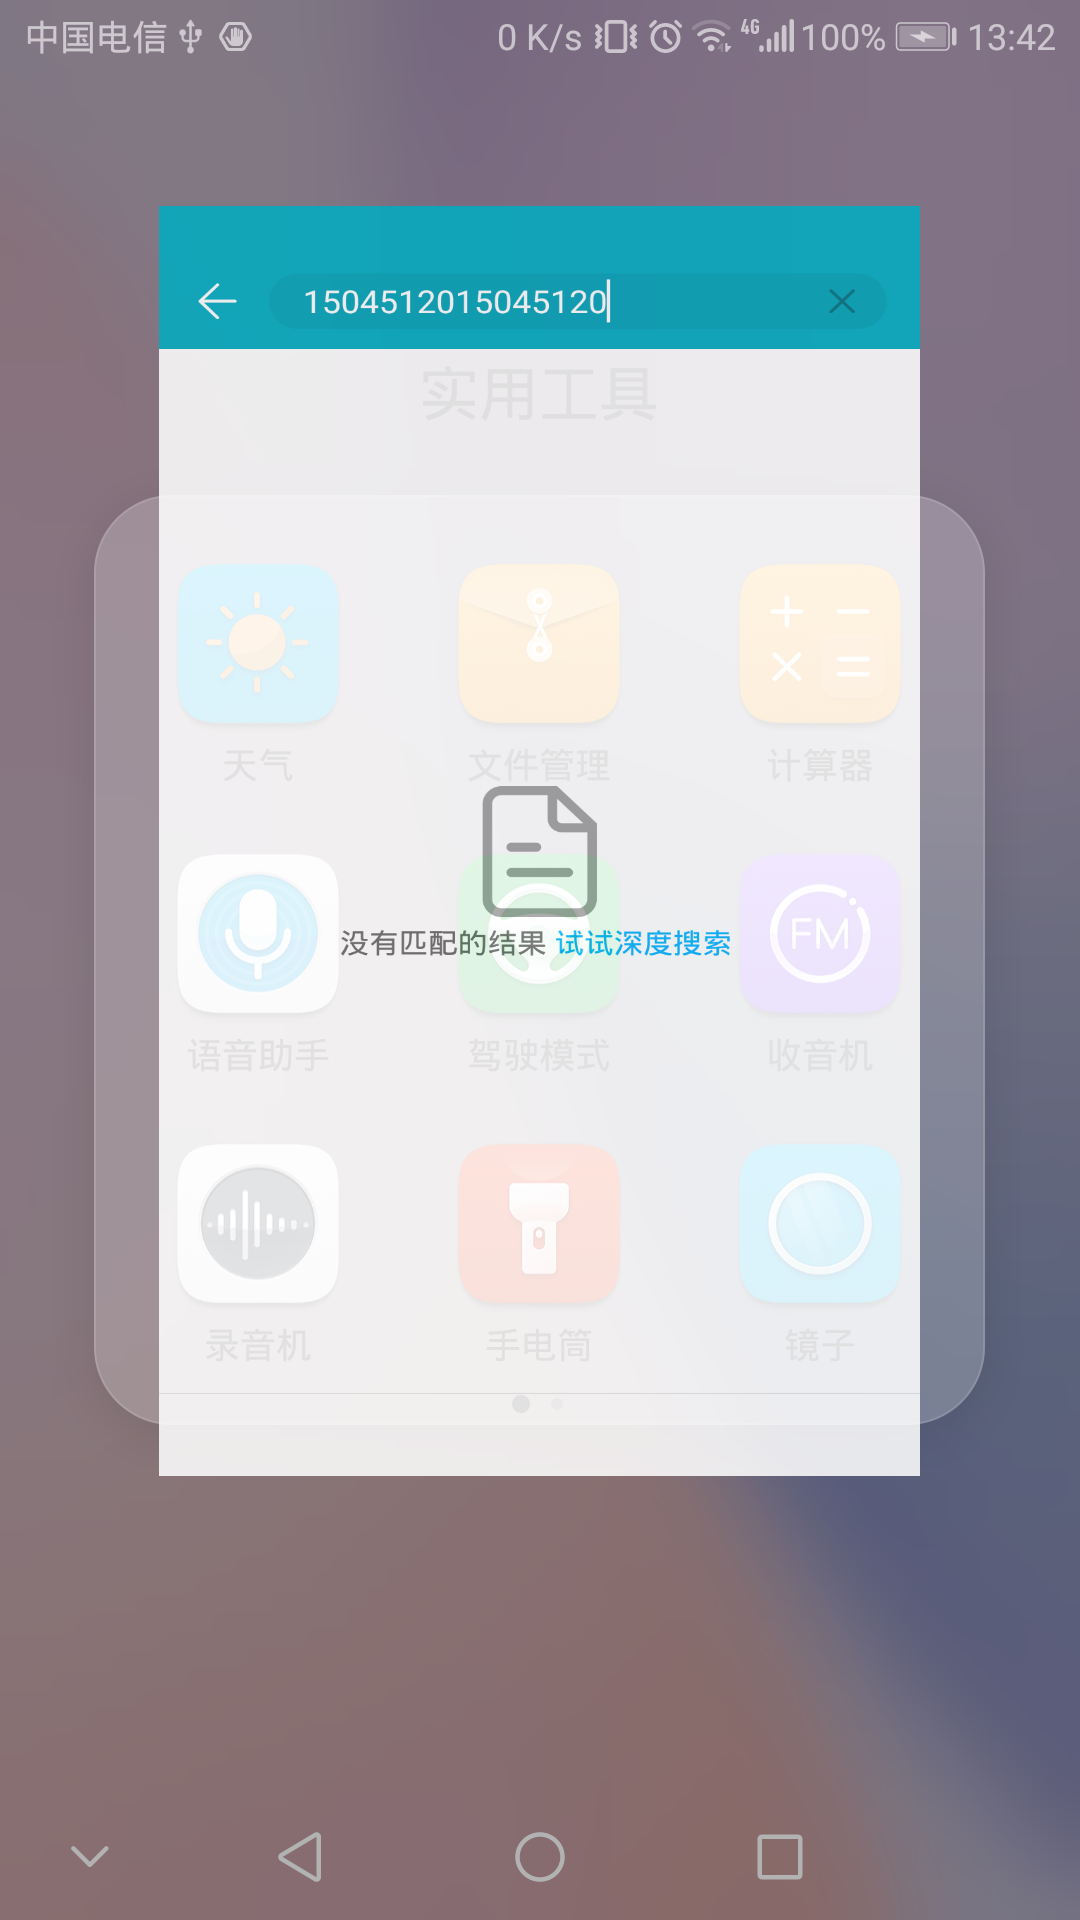 中国电信 0 K/s 4G 100% 13:42
1504512015045120
实用工具
天气 文件管理 计算器
FM
没有匹配的结果 试试深度搜索
语音助手 驾驶模式 收音机
录音机 手电筒 镜子